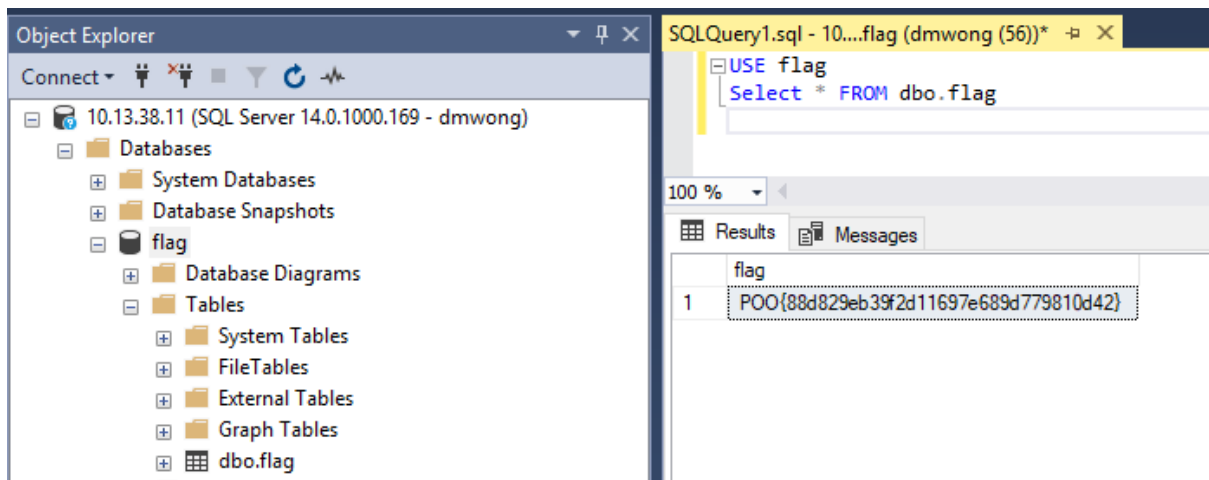 Object Explorer
Connect
10.13.38.11 (SQL Server 14.0.1000.169 - dmwong)
Databases
System Databases
Database Snapshots
flag
Database Diagrams
Tables
System Tables
FileTables
External Tables
Graph Tables
dbo.flag
SQLQuery1.sql - 10....flag (dmwong (56))*
USE flag
Select * FROM dbo.flag
100 %
Results Messages
flag
1 POO{88d829eb39f2d11697e689d779810d42}